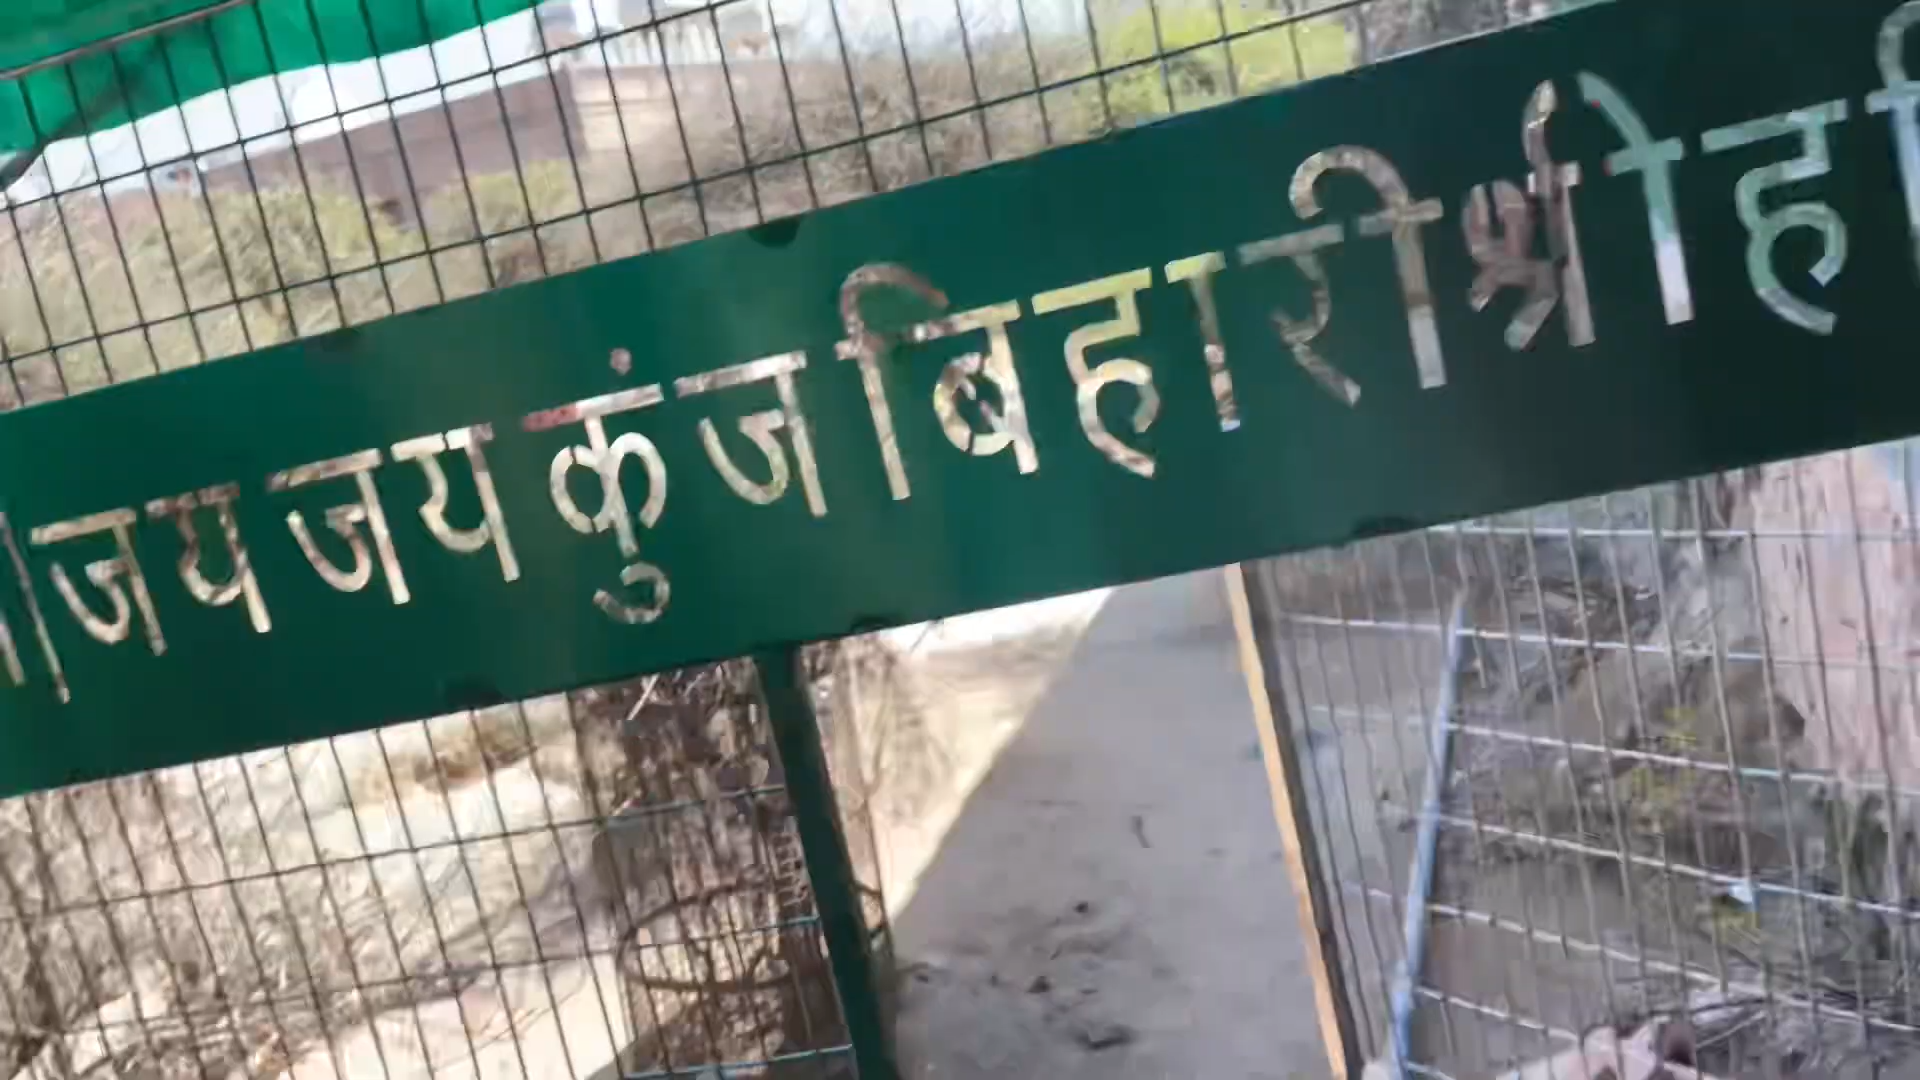 जय जय कुंज बिहारी श्री ह